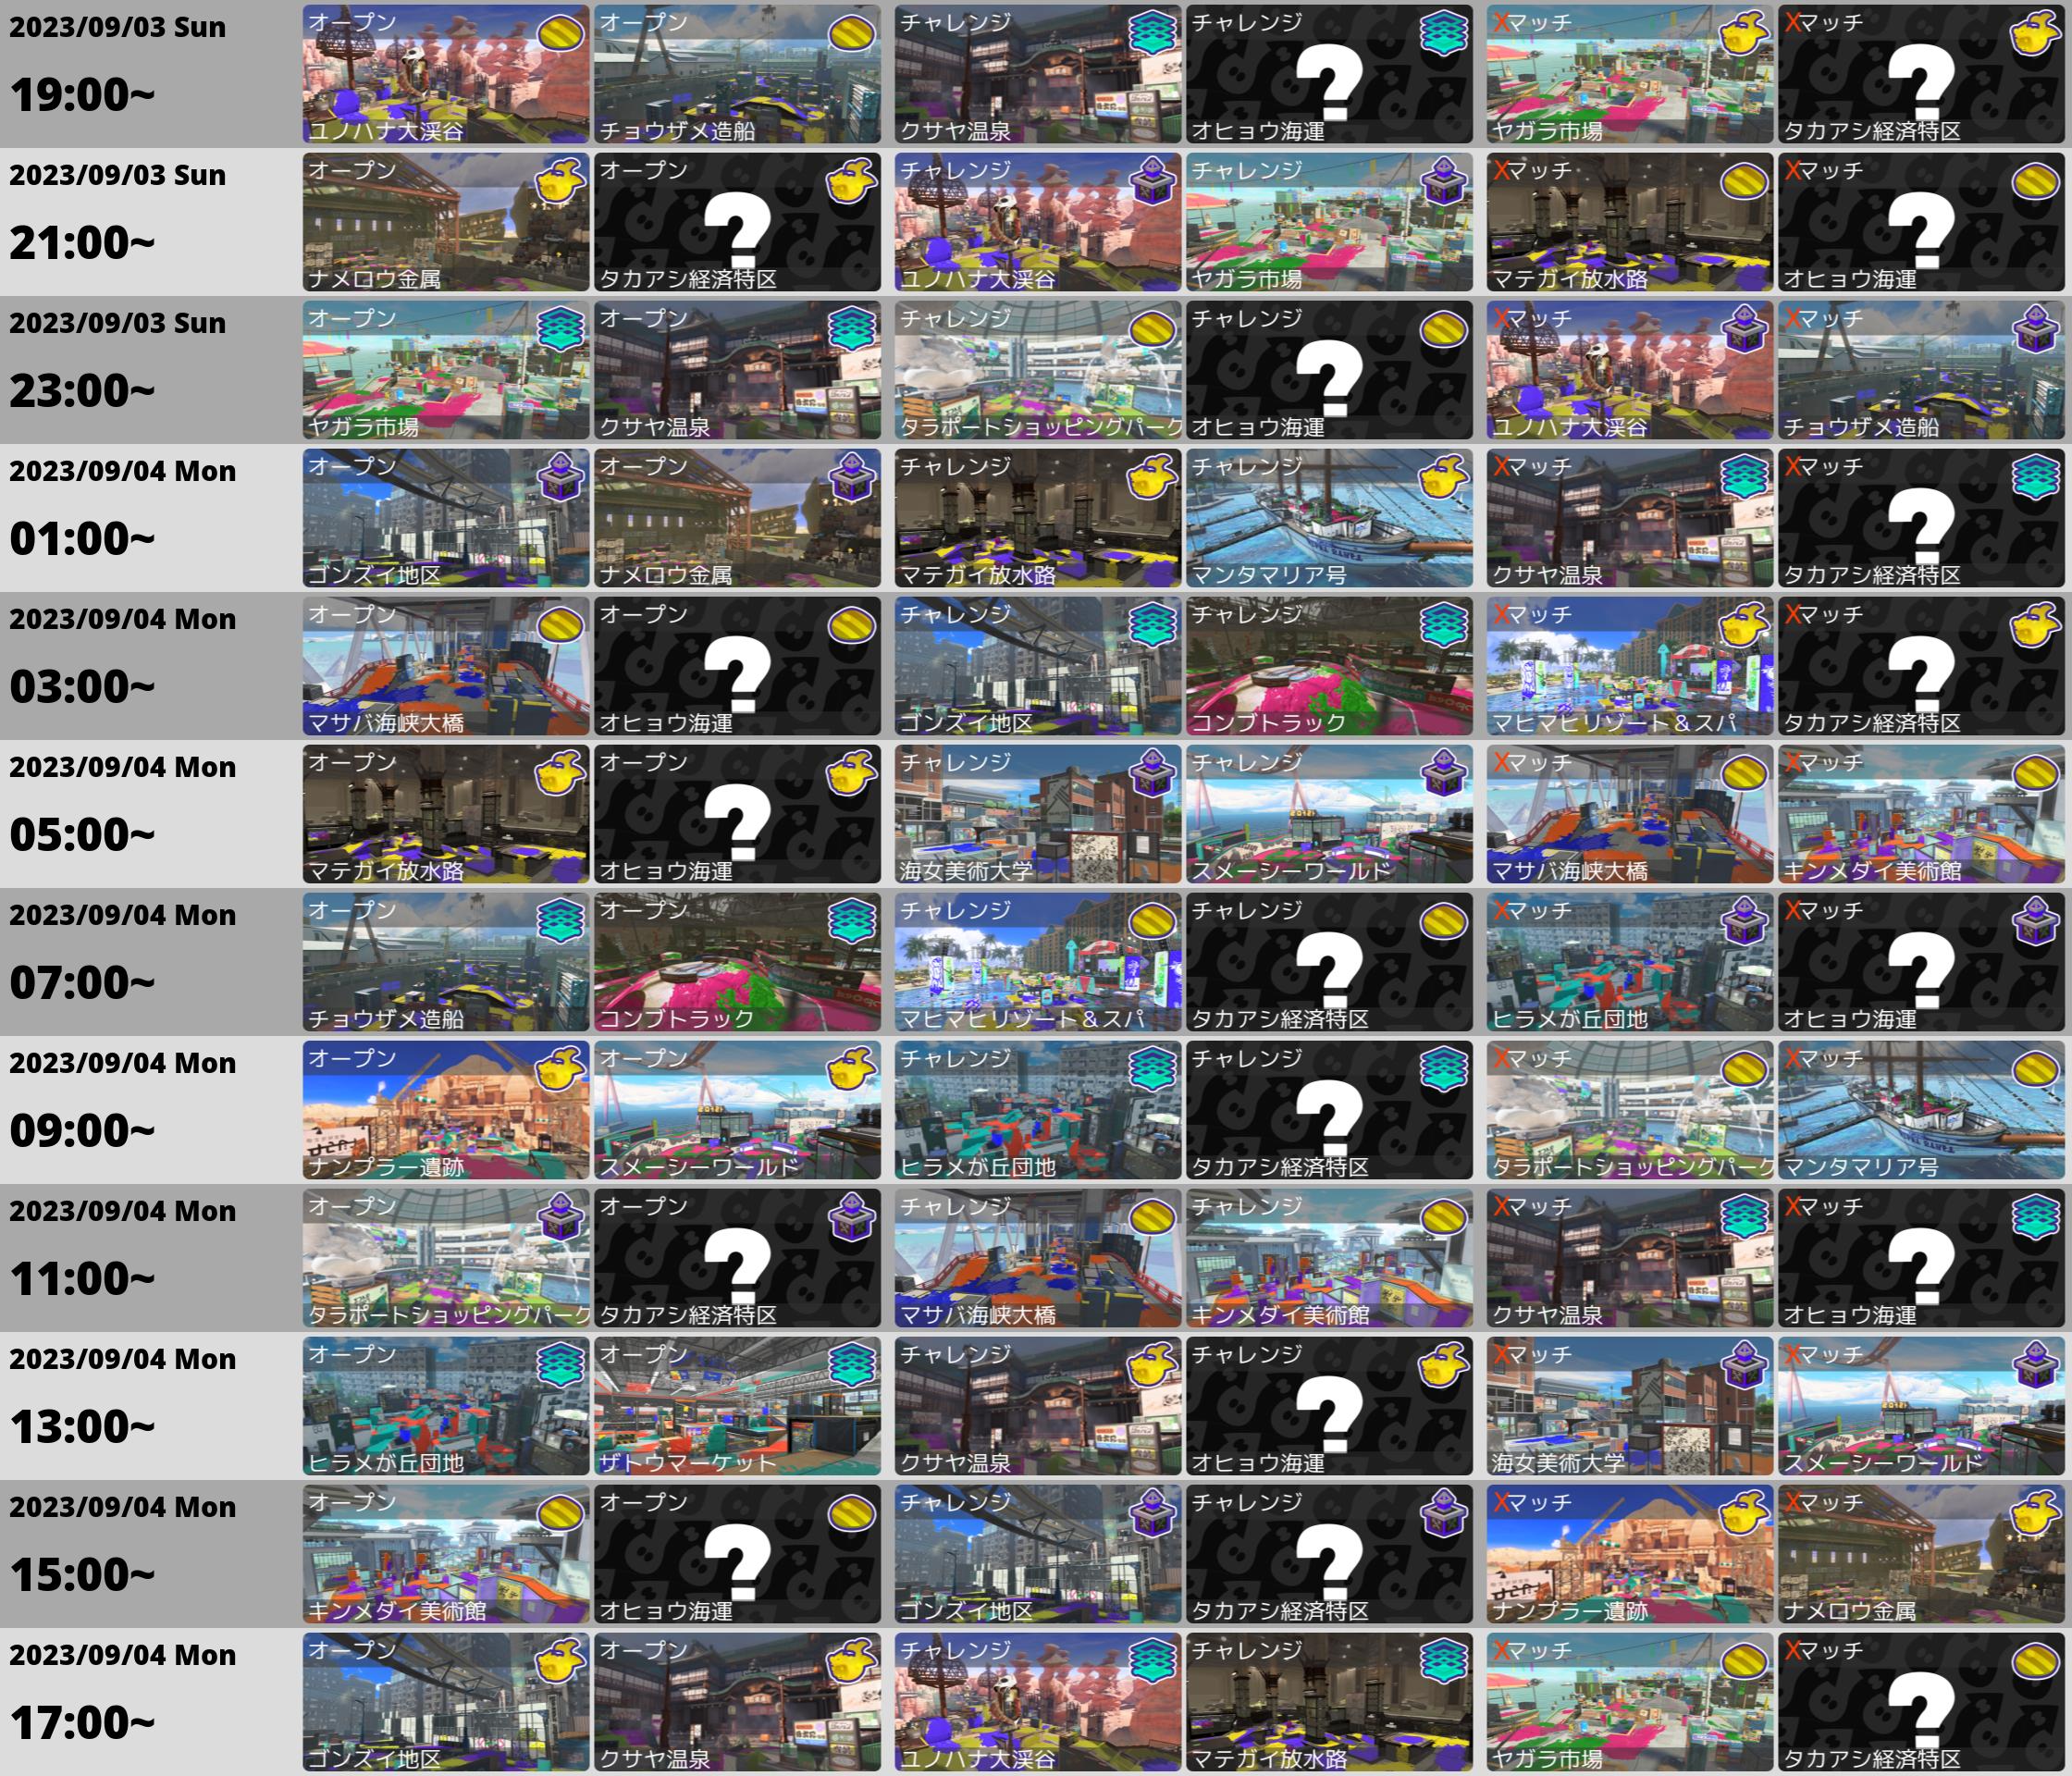 2023/09/03 Sun
19:00~
オープン オープン チャレンジ チャレンジ Xマッチ Xマッチ
ユノハナ大渓谷 チョウザメ造船 クサヤ温泉 オヒョウ海運 ヤガラ市場 タカアシ経済特区
2023/09/03 Sun
21:00~
オープン オープン チャレンジ チャレンジ Xマッチ Xマッチ
ナメロウ金属 タカアシ経済特区 ユノハナ大渓谷 ヤガラ市場 マテガイ放水路 オヒョウ海運
2023/09/03 Sun
23:00~
オープン オープン チャレンジ チャレンジ Xマッチ Xマッチ
ヤガラ市場 クサヤ温泉 タラポートショッピングパーク オヒョウ海運 ユノハナ大渓谷 チョウザメ造船
2023/09/04 Mon
01:00~
オープン オープン チャレンジ チャレンジ Xマッチ Xマッチ
ゴンズイ地区 ナメロウ金属 マテガイ放水路 マンタマリア号 クサヤ温泉 タカアシ経済特区
2023/09/04 Mon
03:00~
オープン オープン チャレンジ チャレンジ Xマッチ Xマッチ
マサバ海峡大橋 オヒョウ海運 ゴンズイ地区 コンブトラック マヒマヒリゾート＆スパ タカアシ経済特区
2023/09/04 Mon
05:00~
オープン オープン チャレンジ チャレンジ Xマッチ Xマッチ
マテガイ放水路 オヒョウ海運 海女美術大学 スメーシーワールド マサバ海峡大橋 キンメダイ美術館
2023/09/04 Mon
07:00~
オープン オープン チャレンジ チャレンジ Xマッチ Xマッチ
チョウザメ造船 コンブトラック マヒマヒリゾート＆スパ タカアシ経済特区 ヒラメが丘団地 オヒョウ海運
2023/09/04 Mon
09:00~
オープン オープン チャレンジ チャレンジ Xマッチ Xマッチ
ナンプラー遺跡 スメーシーワールド ヒラメが丘団地 タカアシ経済特区 タラポートショッピングパーク マンタマリア号
2023/09/04 Mon
11:00~
オープン オープン チャレンジ チャレンジ Xマッチ Xマッチ
タラポートショッピングパーク タカアシ経済特区 マサバ海峡大橋 キンメダイ美術館 クサヤ温泉 オヒョウ海運
2023/09/04 Mon
13:00~
オープン オープン チャレンジ チャレンジ Xマッチ Xマッチ
ヒラメが丘団地 ザトウマーケット クサヤ温泉 オヒョウ海運 海女美術大学 スメーシーワールド
2023/09/04 Mon
15:00~
オープン オープン チャレンジ チャレンジ Xマッチ Xマッチ
キンメダイ美術館 オヒョウ海運 ゴンズイ地区 タカアシ経済特区 ナンプラー遺跡 ナメロウ金属
2023/09/04 Mon
17:00~
オープン オープン チャレンジ チャレンジ Xマッチ Xマッチ
ゴンズイ地区 クサヤ温泉 ユノハナ大渓谷 マテガイ放水路 ヤガラ市場 タカアシ経済特区